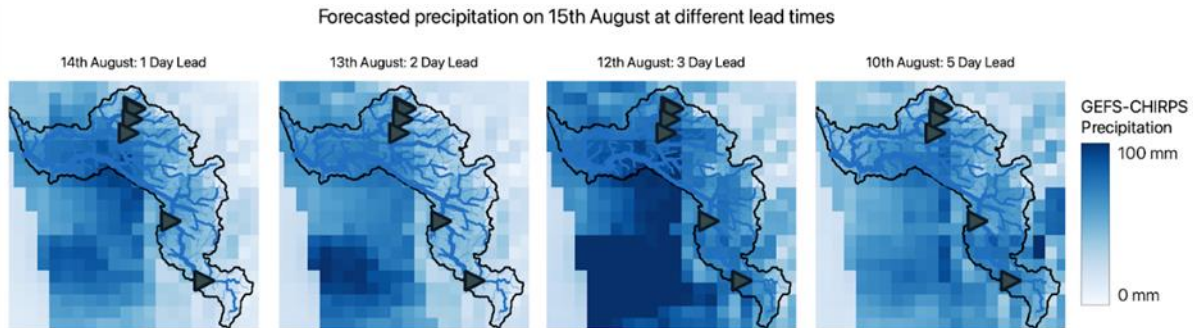 Forecasted precipitation on 15th August at different lead times
14th August: 1 Day Lead
13th August: 2 Day Lead
12th August: 3 Day Lead
10th August: 5 Day Lead
GEFS-CHIRPS
Precipitation
100 mm
0 mm